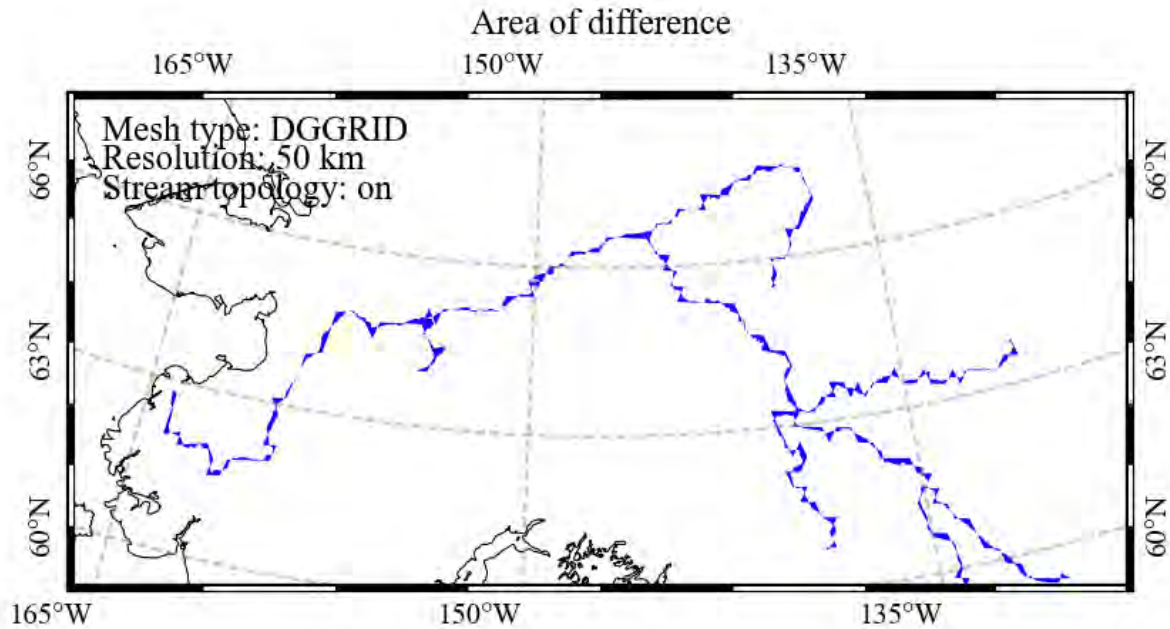 Area of difference
165°W 150°W 135°W
Mesh type: DGGRID
Resolution: 50 km
Stream topology: on
66°N 66°N
63°N 63°N
60°N 60°N
165°W 150°W 135°W